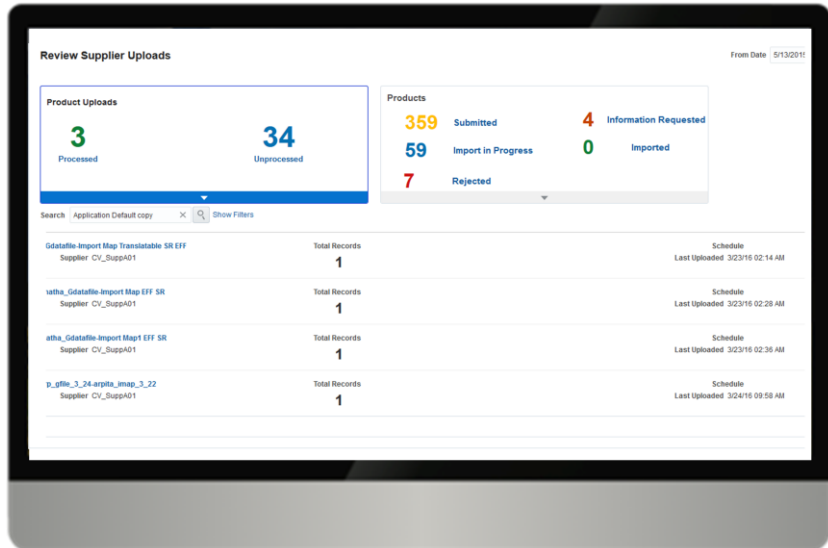 Review Supplier Uploads
From Date 5/13/2015
Product Uploads
3 Processed
34 Unprocessed
Products
359 Submitted
4 Information Requested
59 Import in Progress
0 Imported
7 Rejected
Search Application Default copy × Show Filters
Gdatafile-Import Map Translatable SR EFF
Supplier CV_SuppA01
Total Records
1
Schedule
Last Uploaded 3/23/16 02:14 AM
atha_Gdatafile-Import Map EFF SR
Supplier CV_SuppA01
Total Records
1
Schedule
Last Uploaded 3/23/16 02:28 AM
atha_Gdatafile-Import Map1 EFF SR
Supplier CV_SuppA01
Total Records
1
Schedule
Last Uploaded 3/23/16 02:36 AM
p_gfile_3_24-arpita_imap_3_22
Supplier CV_SuppA01
Total Records
1
Schedule
Last Uploaded 3/24/16 09:58 AM